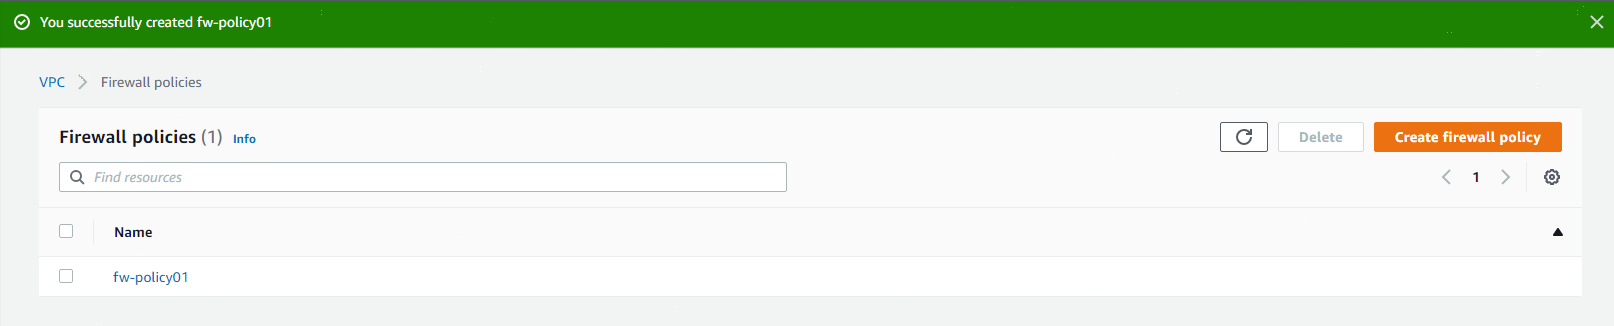 You successfully created fw-policy01
VPC Firewall policies
Firewall policies (1) Info
Delete
Create firewall policy
Find resources
1
Name
fw-policy01